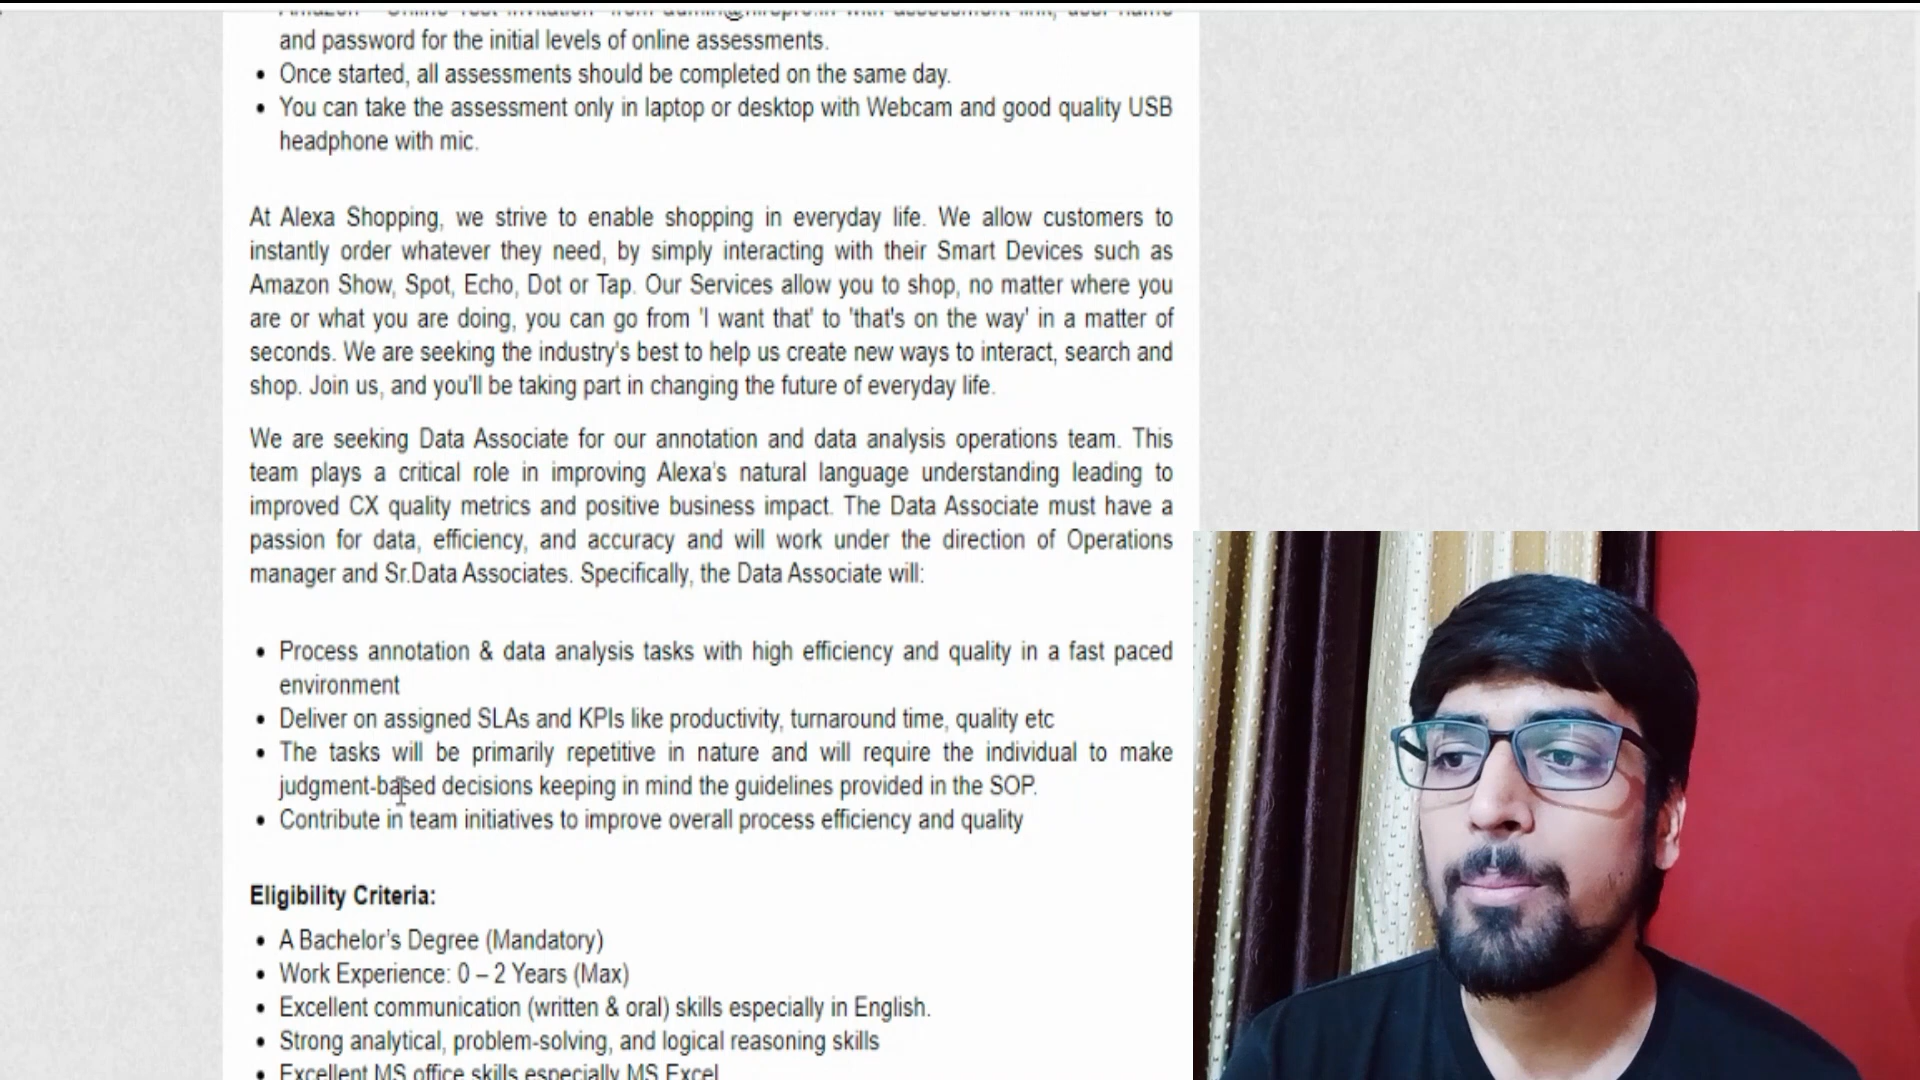 and password for the initial levels of online assessments.
Once started, all assessments should be completed on the same day.
You can take the assessment only in laptop or desktop with Webcam and good quality USB
headphone with mic.
At Alexa Shopping, we strive to enable shopping in everyday life. We allow customers to
instantly order whatever they need, by simply interacting with their Smart Devices such as
Amazon Show, Spot, Echo, Dot or Tap. Our Services allow you to shop, no matter where you
are or what you are doing, you can go from 'I want that' to 'that's on the way' in a matter of
seconds. We are seeking the industry's best to help us create new ways to interact, search and
shop. Join us, and you'll be taking part in changing the future of everyday life.
We are seeking Data Associate for our annotation and data analysis operations team. This
team plays a critical role in improving Alexa's natural language understanding leading to
improved CX quality metrics and positive business impact. The Data Associate must have a
passion for data, efficiency, and accuracy and will work under the direction of Operations
manager and Sr.Data Associates. Specifically, the Data Associate will:
Process annotation & data analysis tasks with high efficiency and quality in a fast paced
environment
Deliver on assigned SLAs and KPIs like productivity, turnaround time, quality etc
The tasks will be primarily repetitive in nature and will require the individual to make
judgment-based decisions keeping in mind the guidelines provided in the SOP.
Contribute in team initiatives to improve overall process efficiency and quality
Eligibility Criteria:
A Bachelor's Degree (Mandatory)
Work Experience: 0 – 2 Years (Max)
Excellent communication (written & oral) skills especially in English.
Strong analytical, problem-solving, and logical reasoning skills
Excellent MS office skills especially MS Excel